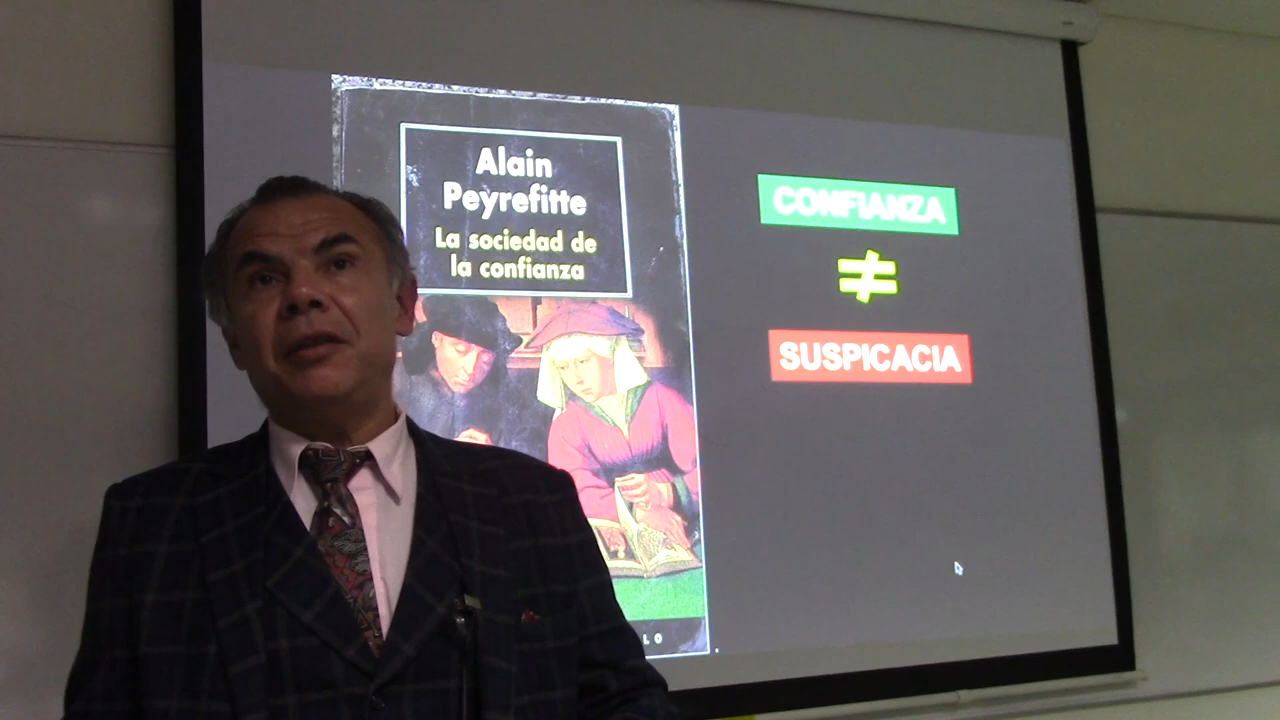 Alain
Peyrefitte
La sociedad de
la confianza
CONFIANZA
≠
SUSPICACIA